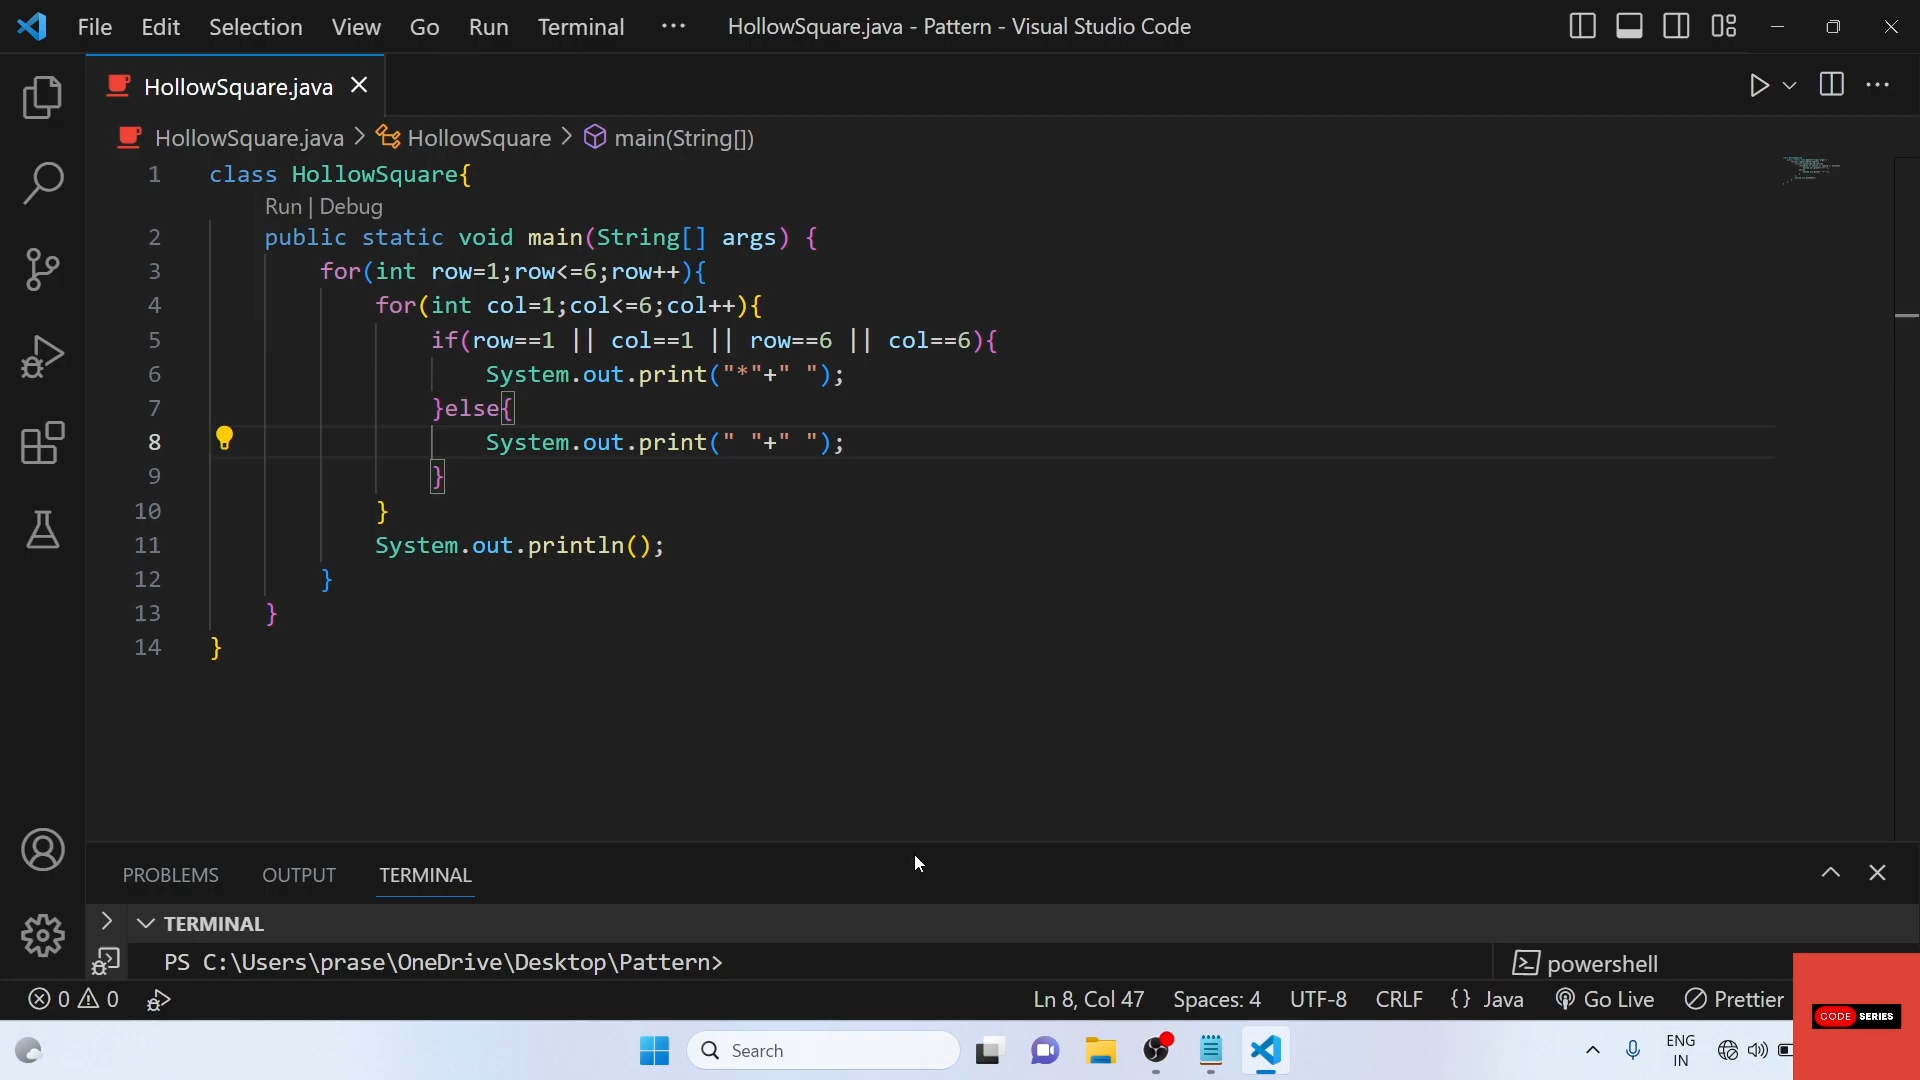 File Edit Selection View Go Run Terminal ··· HollowSquare.java - Pattern - Visual Studio Code
HollowSquare.java
HollowSquare.java > HollowSquare > main(String[])
1 class HollowSquare{
Run | Debug
2 public static void main(String[] args) {
3 for(int row=1;row<=6;row++){
4 for(int col=1;col<=6;col++){
5 if(row==1 || col==1 || row==6 || col==6){
6 System.out.print("*"+" ");
7 }else{
8 System.out.print(" "+" ");
9 }
10 }
11 System.out.println();
12 }
13 }
14 }
PROBLEMS OUTPUT TERMINAL
TERMINAL
PS C:\Users\prase\OneDrive\Desktop\Pattern> powershell
0 0 Ln 8, Col 47 Spaces: 4 UTF-8 CRLF {} Java Go Live Prettier
CODE SERIES
Search
ENG
IN